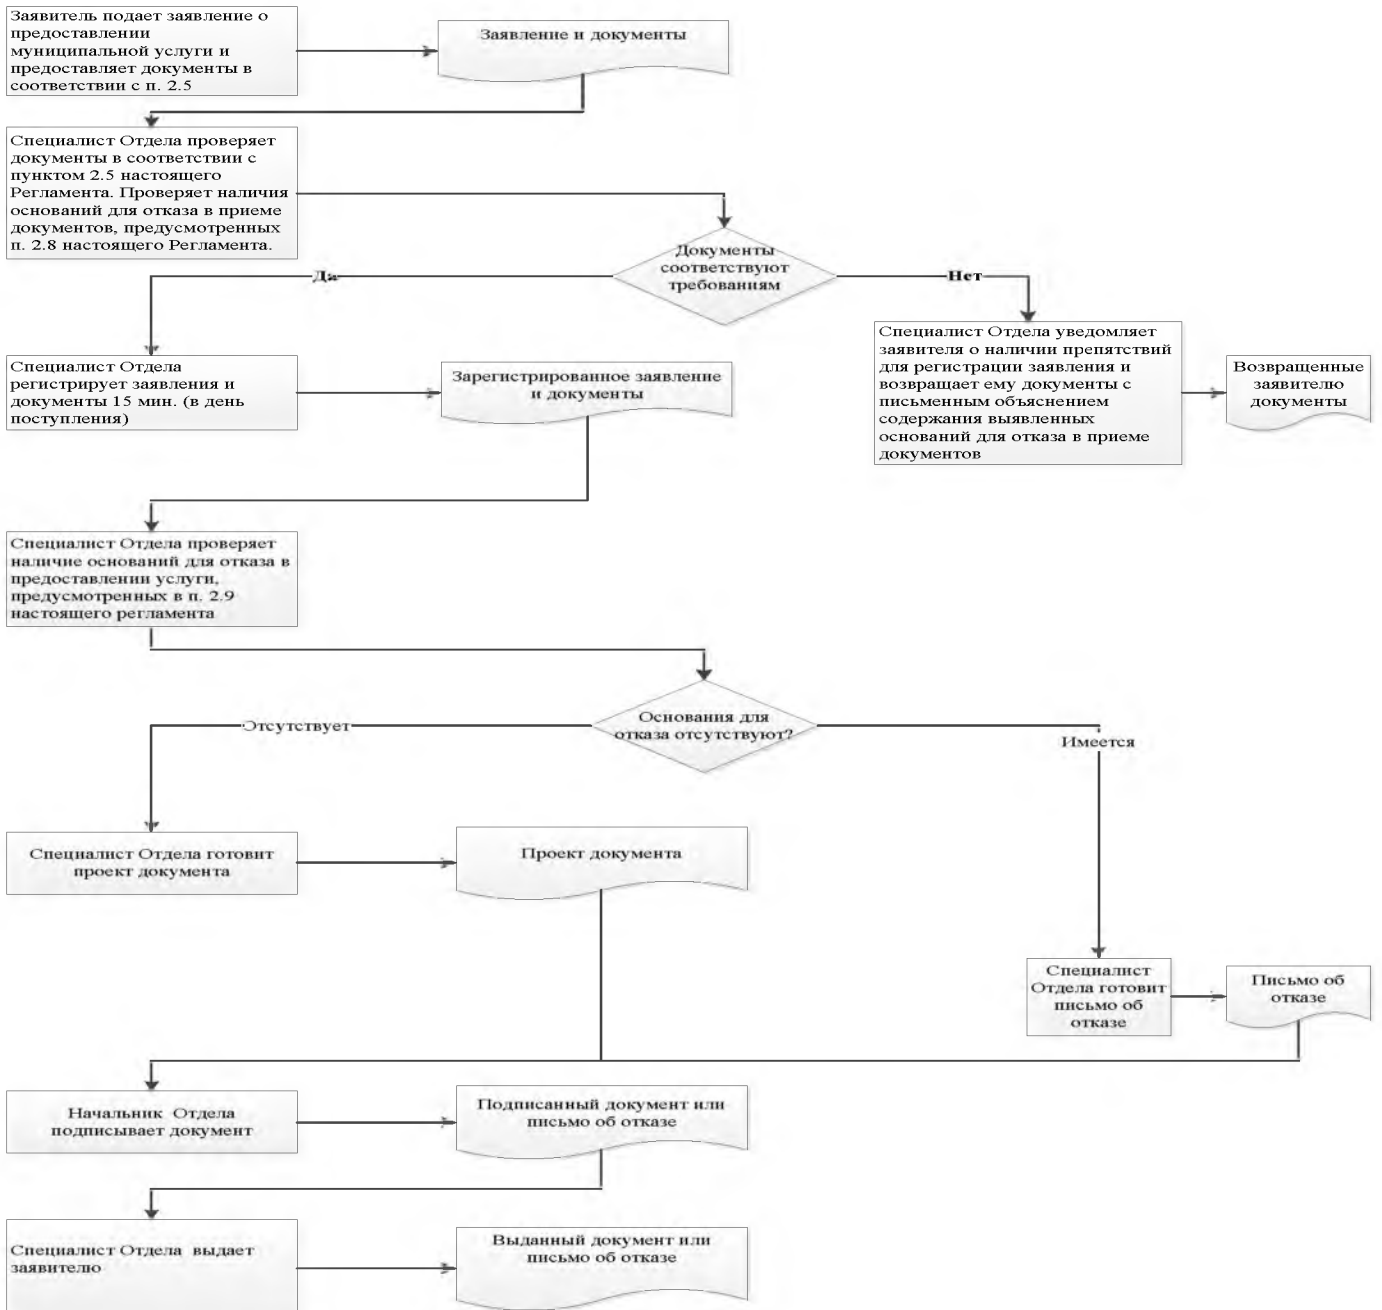 Заявитель подает заявление о
предоставлении
муниципальной услуги и
предоставляет документы в
соответствии с п. 2.5
Заявление и документы
Специалист Отдела проверяет
документы в соответствии с
пунктом 2.5 настоящего
Регламента. Проверяет наличия
оснований для отказа в приеме
документов, предусмотренных
п. 2.8 настоящего Регламента.
Документы
соответствуют
требованиям
Да
Нет
Специалист Отдела
регистрирует заявления и
документы 15 мин. (в день
поступления)
Зарегистрированное заявление
и документы
Специалист Отдела уведомляет
заявителя о наличии препятствий
для регистрации заявления и
возвращает ему документы с
письменным объяснением
содержания выявленных
оснований для отказа в приеме
документов
Возвращенные
заявителю
документы
Специалист Отдела проверяет
наличие оснований для отказа в
предоставлении услуги,
предусмотренных в п. 2.9
настоящего регламента
Основания для
отказа отсутствуют?
Отсутствует
Имеется
Специалист Отдела готовит
проект документа
Проект документа
Специалист
Отдела готовит
письмо об
отказе
Письмо об
отказе
Начальник Отдела
подписывает документ
Подписанный документ или
письмо об отказе
Специалист Отдела выдает
заявителю
Выданный документ или
письмо об отказе